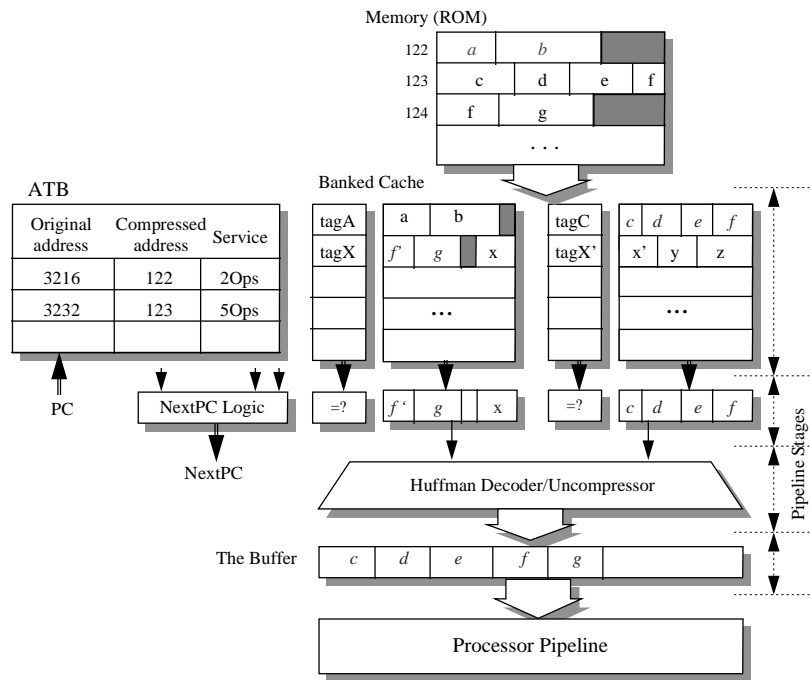 Memory (ROM)
122 a b
123 c d e f
124 f g
. . .
Banked Cache
ATB
Original address Compressed address Service
3216 122 2Ops
3232 123 5Ops
tagA a b tagC c d e f
tagX f' g x tagX' x' y z
... ...
PC
NextPC Logic
NextPC
=? f‘ g x =? c d e f
Huffman Decoder/Uncompressor
Pipeline Stages
The Buffer c d e f g
Processor Pipeline